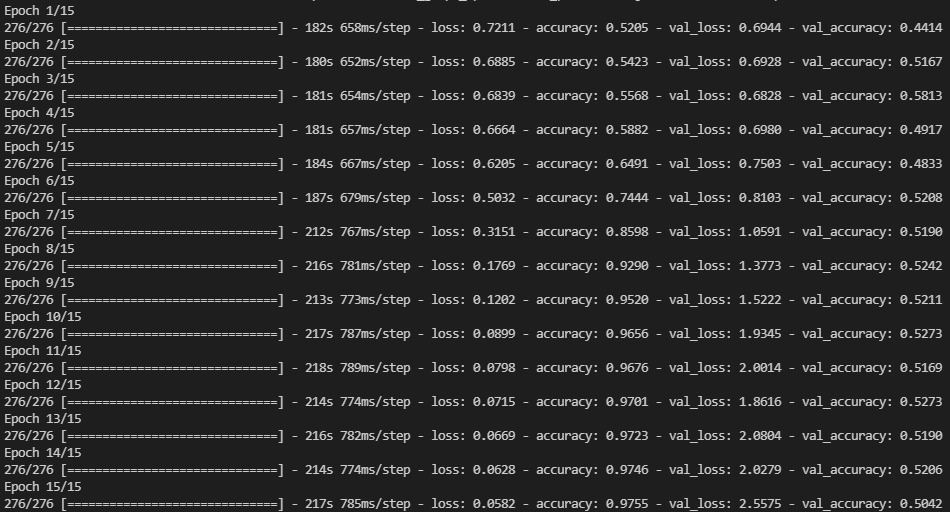 Epoch 1/15
276/276 [==============================] - 182s 658ms/step - loss: 0.7211 - accuracy: 0.5205 - val_loss: 0.6944 - val_accuracy: 0.4414
Epoch 2/15
276/276 [==============================] - 180s 652ms/step - loss: 0.6885 - accuracy: 0.5423 - val_loss: 0.6928 - val_accuracy: 0.5167
Epoch 3/15
276/276 [==============================] - 181s 654ms/step - loss: 0.6839 - accuracy: 0.5568 - val_loss: 0.6828 - val_accuracy: 0.5813
Epoch 4/15
276/276 [==============================] - 181s 657ms/step - loss: 0.6664 - accuracy: 0.5882 - val_loss: 0.6980 - val_accuracy: 0.4917
Epoch 5/15
276/276 [==============================] - 184s 667ms/step - loss: 0.6205 - accuracy: 0.6491 - val_loss: 0.7503 - val_accuracy: 0.4833
Epoch 6/15
276/276 [==============================] - 187s 679ms/step - loss: 0.5032 - accuracy: 0.7444 - val_loss: 0.8103 - val_accuracy: 0.5208
Epoch 7/15
276/276 [==============================] - 212s 767ms/step - loss: 0.3151 - accuracy: 0.8598 - val_loss: 1.0591 - val_accuracy: 0.5190
Epoch 8/15
276/276 [==============================] - 216s 781ms/step - loss: 0.1769 - accuracy: 0.9290 - val_loss: 1.3773 - val_accuracy: 0.5242
Epoch 9/15
276/276 [==============================] - 213s 773ms/step - loss: 0.1202 - accuracy: 0.9520 - val_loss: 1.5222 - val_accuracy: 0.5211
Epoch 10/15
276/276 [==============================] - 217s 787ms/step - loss: 0.0899 - accuracy: 0.9656 - val_loss: 1.9345 - val_accuracy: 0.5273
Epoch 11/15
276/276 [==============================] - 218s 789ms/step - loss: 0.0798 - accuracy: 0.9676 - val_loss: 2.0014 - val_accuracy: 0.5169
Epoch 12/15
276/276 [==============================] - 214s 774ms/step - loss: 0.0715 - accuracy: 0.9701 - val_loss: 1.8616 - val_accuracy: 0.5273
Epoch 13/15
276/276 [==============================] - 216s 782ms/step - loss: 0.0669 - accuracy: 0.9723 - val_loss: 2.0804 - val_accuracy: 0.5190
Epoch 14/15
276/276 [==============================] - 214s 774ms/step - loss: 0.0628 - accuracy: 0.9746 - val_loss: 2.0279 - val_accuracy: 0.5206
Epoch 15/15
276/276 [==============================] - 217s 785ms/step - loss: 0.0582 - accuracy: 0.9755 - val_loss: 2.5575 - val_accuracy: 0.5042